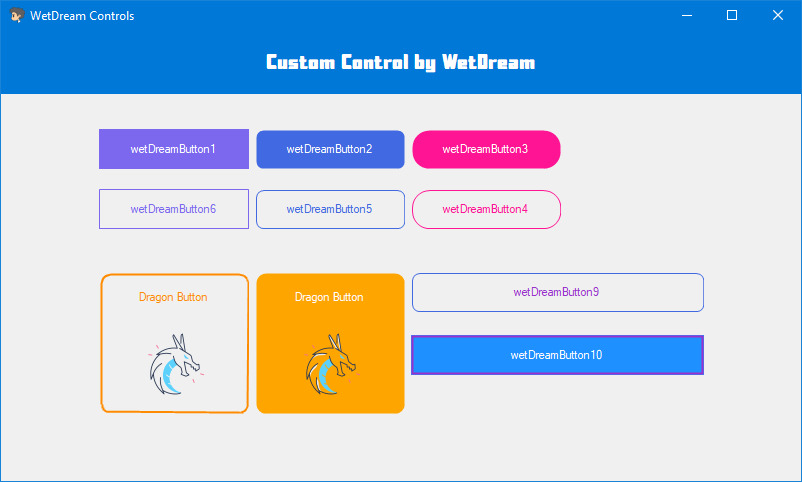 WetDream Controls
Custom Control by WetDream
wetDreamButton1
wetDreamButton2
wetDreamButton3
wetDreamButton6
wetDreamButton5
wetDreamButton4
Dragon Button
Dragon Button
wetDreamButton9
wetDreamButton10